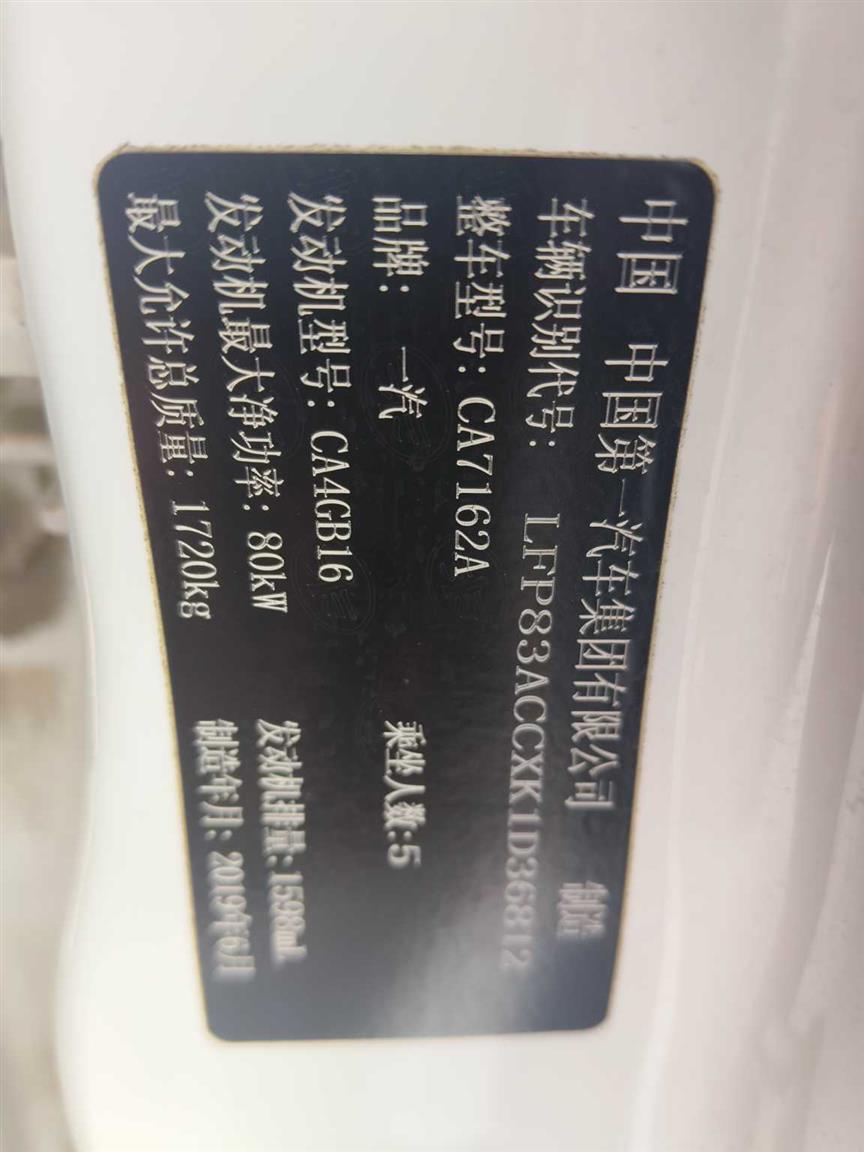 中国 中国第一汽车集团有限公司 制造
车辆识别代号: LFP83ACCXK1D36812
整车型号: CA7162A
品牌: 一汽 乘坐人数:5
发动机型号: CA4GB16
发动机最大净功率: 80kW 发动机排量:1598mL
最大允许总质量: 1720kg 制造年月: 2019年6月